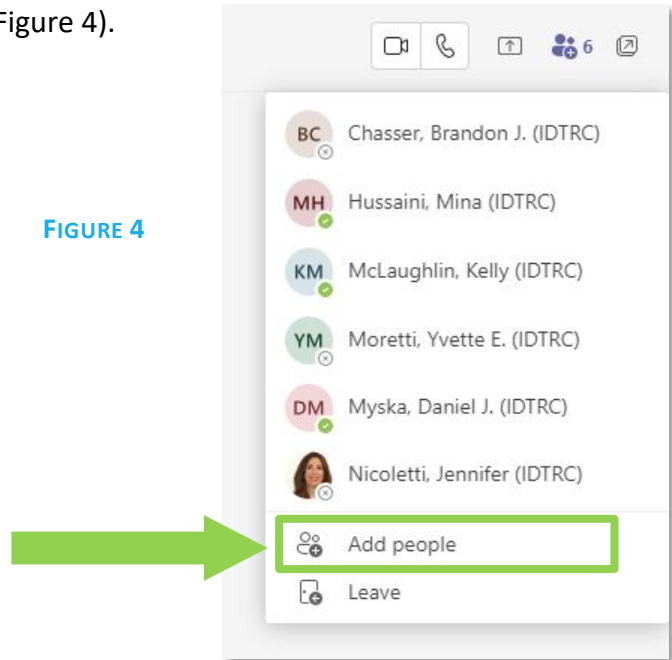 Figure 4).
6
BC Chasser, Brandon J. (IDTRC)
MH Hussaini, Mina (IDTRC)
FIGURE 4
KM McLaughlin, Kelly (IDTRC)
YM Moretti, Yvette E. (IDTRC)
DM Myska, Daniel J. (IDTRC)
Nicoletti, Jennifer (IDTRC)
Add people
Leave